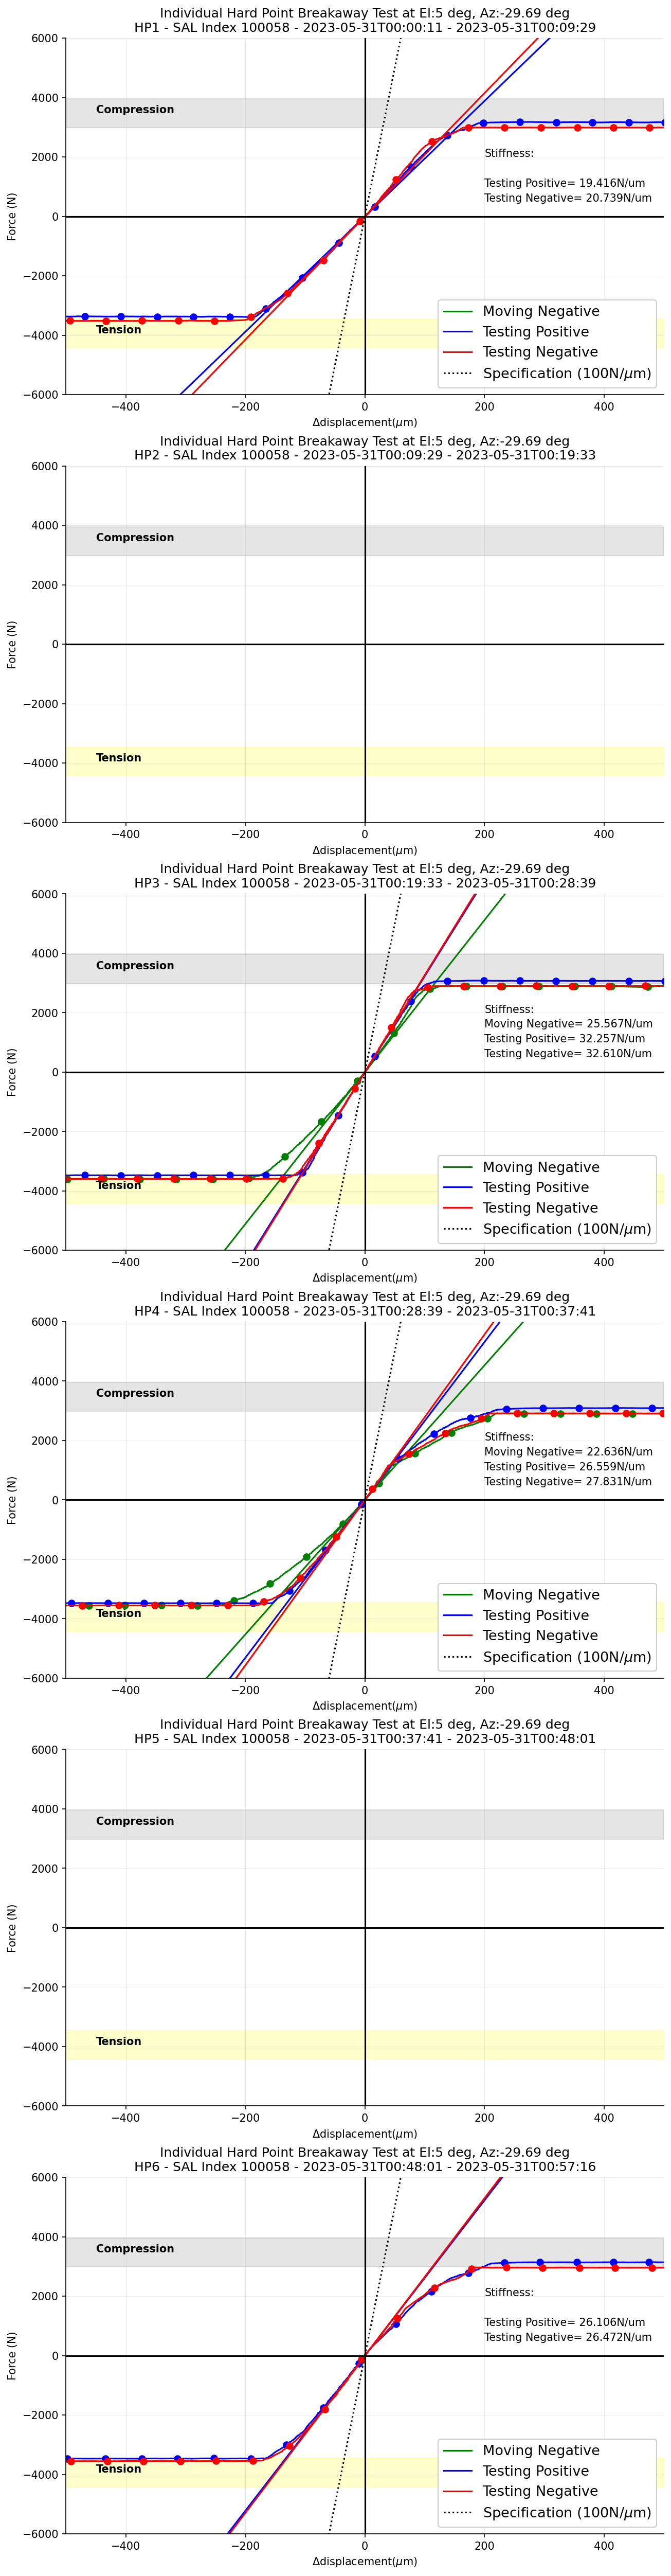 Individual Hard Point Breakaway Test at El:5 deg, Az:-29.69 deg
HP1 - SAL Index 100058 - 2023-05-31T00:00:11 - 2023-05-31T00:09:29
6000
4000
2000
0
−2000
−4000
−6000
Force (N)
Compression
Tension
Stiffness:
Testing Positive= 19.416N/um
Testing Negative= 20.739N/um
Moving Negative
Testing Positive
Testing Negative
Specification (100N/μm)
−400
−200
0
200
400
Δdisplacement(μm)
Individual Hard Point Breakaway Test at El:5 deg, Az:-29.69 deg
HP2 - SAL Index 100058 - 2023-05-31T00:09:29 - 2023-05-31T00:19:33
6000
4000
2000
0
−2000
−4000
−6000
Force (N)
Compression
Tension
−400
−200
0
200
400
Δdisplacement(μm)
Individual Hard Point Breakaway Test at El:5 deg, Az:-29.69 deg
HP3 - SAL Index 100058 - 2023-05-31T00:19:33 - 2023-05-31T00:28:39
6000
4000
2000
0
−2000
−4000
−6000
Force (N)
Compression
Tension
Stiffness:
Moving Negative= 25.567N/um
Testing Positive= 32.257N/um
Testing Negative= 32.610N/um
Moving Negative
Testing Positive
Testing Negative
Specification (100N/μm)
−400
−200
0
200
400
Δdisplacement(μm)
Individual Hard Point Breakaway Test at El:5 deg, Az:-29.69 deg
HP4 - SAL Index 100058 - 2023-05-31T00:28:39 - 2023-05-31T00:37:41
6000
4000
2000
0
−2000
−4000
−6000
Force (N)
Compression
Tension
Stiffness:
Moving Negative= 22.636N/um
Testing Positive= 26.559N/um
Testing Negative= 27.831N/um
Moving Negative
Testing Positive
Testing Negative
Specification (100N/μm)
−400
−200
0
200
400
Δdisplacement(μm)
Individual Hard Point Breakaway Test at El:5 deg, Az:-29.69 deg
HP5 - SAL Index 100058 - 2023-05-31T00:37:41 - 2023-05-31T00:48:01
6000
4000
2000
0
−2000
−4000
−6000
Force (N)
Compression
Tension
−400
−200
0
200
400
Δdisplacement(μm)
Individual Hard Point Breakaway Test at El:5 deg, Az:-29.69 deg
HP6 - SAL Index 100058 - 2023-05-31T00:48:01 - 2023-05-31T00:57:16
6000
4000
2000
0
−2000
−4000
−6000
Force (N)
Compression
Tension
Stiffness:
Testing Positive= 26.106N/um
Testing Negative= 26.472N/um
Moving Negative
Testing Positive
Testing Negative
Specification (100N/μm)
−400
−200
0
200
400
Δdisplacement(μm)